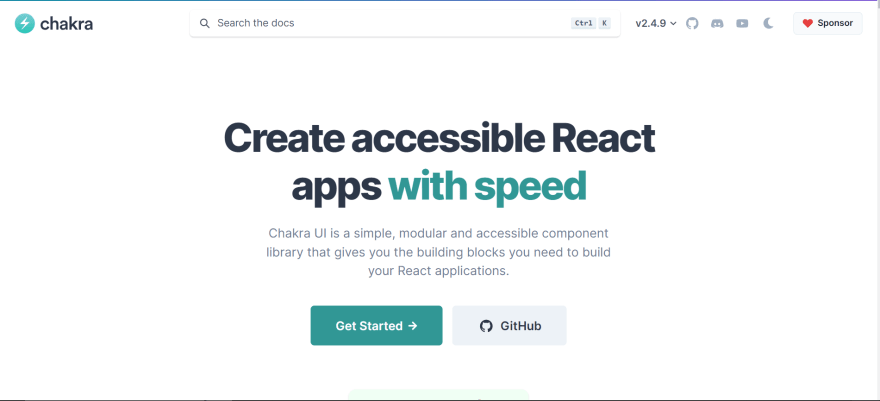 chakra
Search the docs
Ctrl K
v2.4.9
Sponsor
Create accessible React
apps with speed
Chakra UI is a simple, modular and accessible component
library that gives you the building blocks you need to build
your React applications.
Get Started →
GitHub